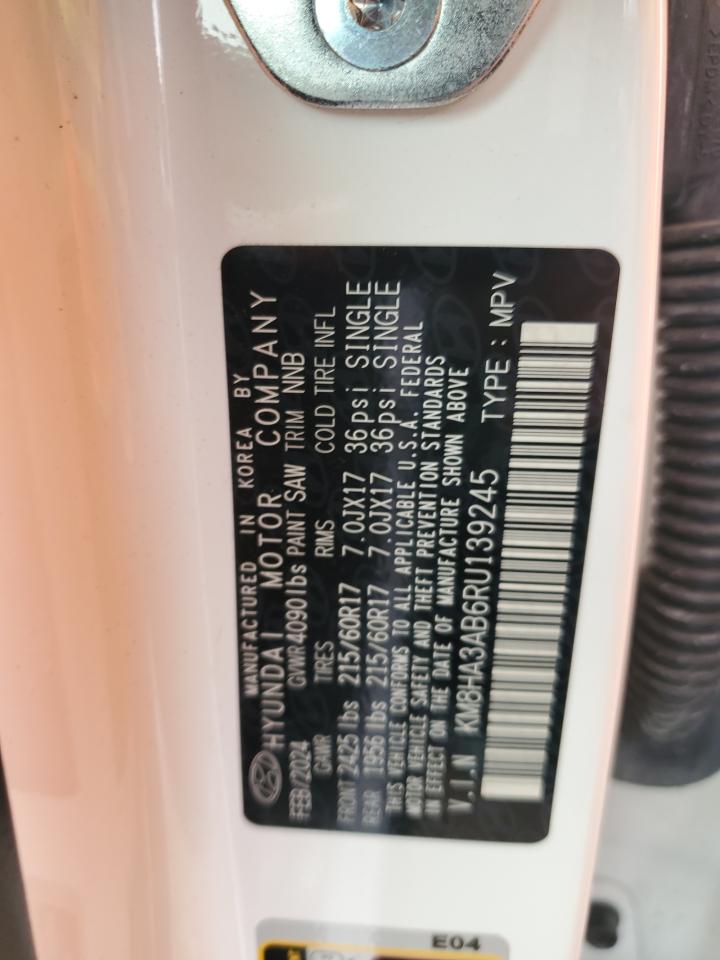 MANUFACTURED IN KOREA BY
HYUNDAI MOTOR COMPANY
FEB/2024 GVWR 4090 lbs PAINT SAW TRIM NNB
GAWR TIRES RIMS COLD TIRE INFL
FRONT 2425 lbs 215/60R17 7.0JX17 36psi SINGLE
REAR 1956 lbs 215/60R17 7.0JX17 36psi SINGLE
THIS VEHICLE CONFORMS TO ALL APPLICABLE U.S.A. FEDERAL
MOTOR VEHICLE SAFETY AND THEFT PREVENTION STANDARDS
IN EFFECT ON THE DATE OF MANUFACTURE SHOWN ABOVE
V.I.N KM8HA3AB6RU139245 TYPE : MPV
E04